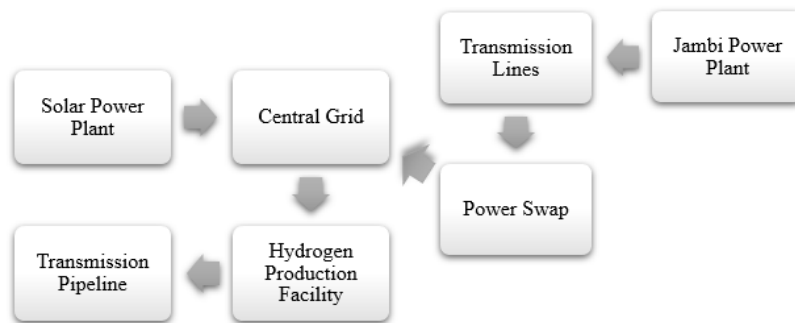 Solar Power
Plant
Central Grid
Transmission
Lines
Jambi Power
Plant
Power Swap
Hydrogen
Production
Facility
Transmission
Pipeline